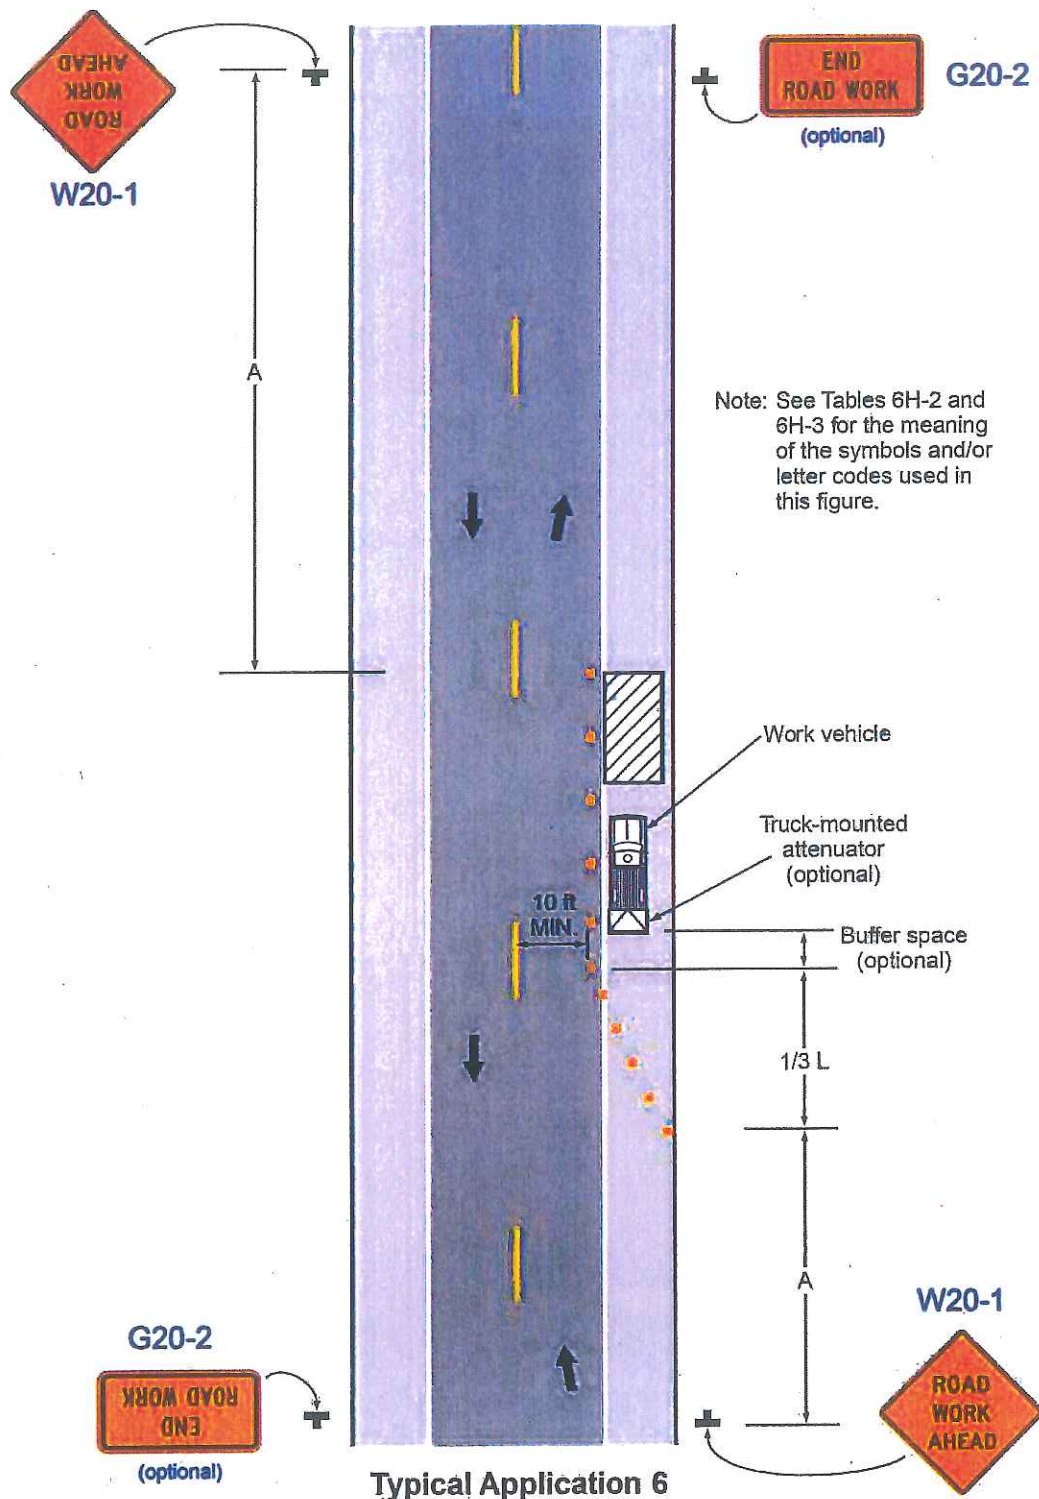 ROAD
WORK
AHEAD
W20-1
END
ROAD WORK
(optional)
G20-2
A
Note: See Tables 6H-2 and
6H-3 for the meaning
of the symbols and/or
letter codes used in
this figure.
Work vehicle
Truck-mounted
attenuator
(optional)
10 ft
MIN.
Buffer space
(optional)
1/3 L
A
W20-1
ROAD
WORK
AHEAD
G20-2
END
ROAD WORK
(optional)
Typical Application 6